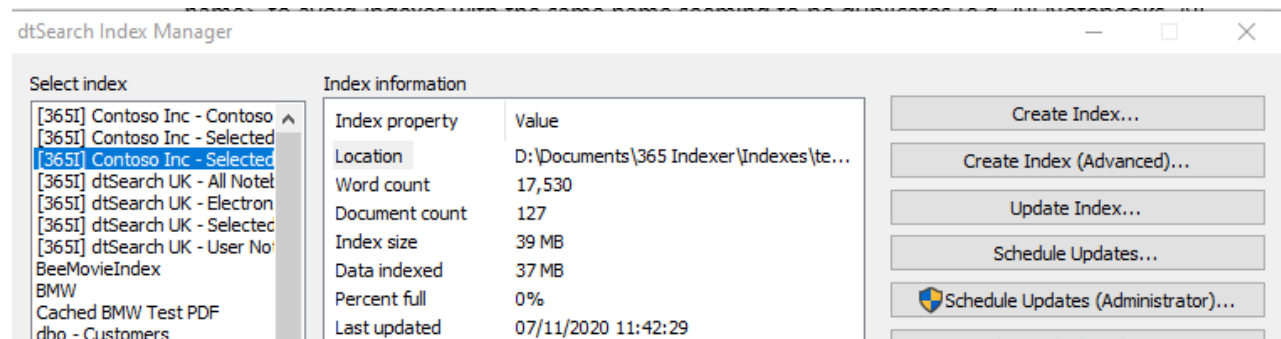 dtSearch Index Manager
Select index
[365I] Contoso Inc - Contoso
[365I] Contoso Inc - Selected
[365I] Contoso Inc - Selected
[365I] dtSearch UK - All Note
[365I] dtSearch UK - Electron
[365I] dtSearch UK - Selected
[365I] dtSearch UK - User No
BeeMovieIndex
BMW
Cached BMW Test PDF
dbo - Customers
Index information
Index property Value
Location D:\Documents\365 Indexer\Indexes\te...
Word count 17,530
Document count 127
Index size 39 MB
Data indexed 37 MB
Percent full 0%
Last updated 07/11/2020 11:42:29
Create Index...
Create Index (Advanced)...
Update Index...
Schedule Updates...
Schedule Updates (Administrator)...